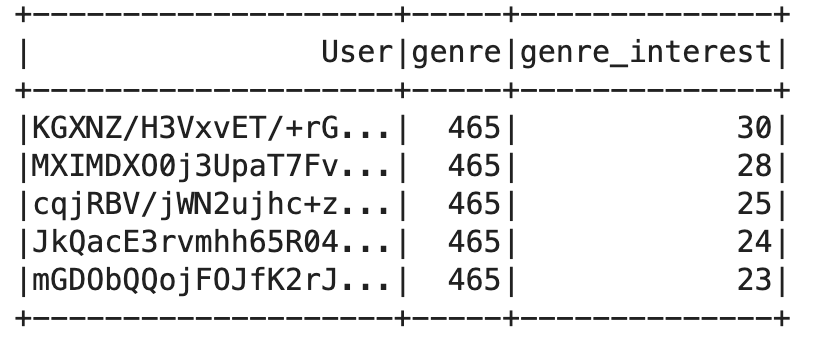 +--------------------+-----+--------------+
|                User|genre|genre_interest|
+--------------------+-----+--------------+
|KGXNZ/H3VxvET/+rG...|  465|            30|
|MXIMDXO0j3UpaT7Fv...|  465|            28|
|cqjRBV/jWN2ujhc+z...|  465|            25|
|JkQacE3rvmhh65R04...|  465|            24|
|mGDObQQojFOJfK2rJ...|  465|            23|
+--------------------+-----+--------------+